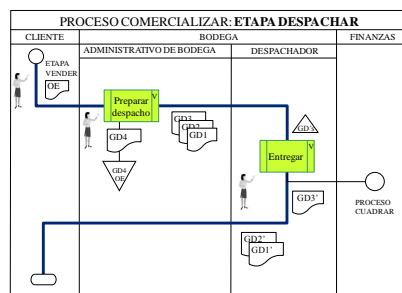 PROCESO COMERCIALIZAR: ETAPA DESPACHAR
CLIENTE
BODEGA
FINANZAS
ADMINISTRATIVO DE BODEGA
DESPACHADOR
ETAPA
VENDER
OE
Preparar
despacho
V
GD4
GD4
OE
GD3
GD2
GD1
GD3
Entregar
V
GD3’
PROCESO
CUADRAR
GD2’
GD1’